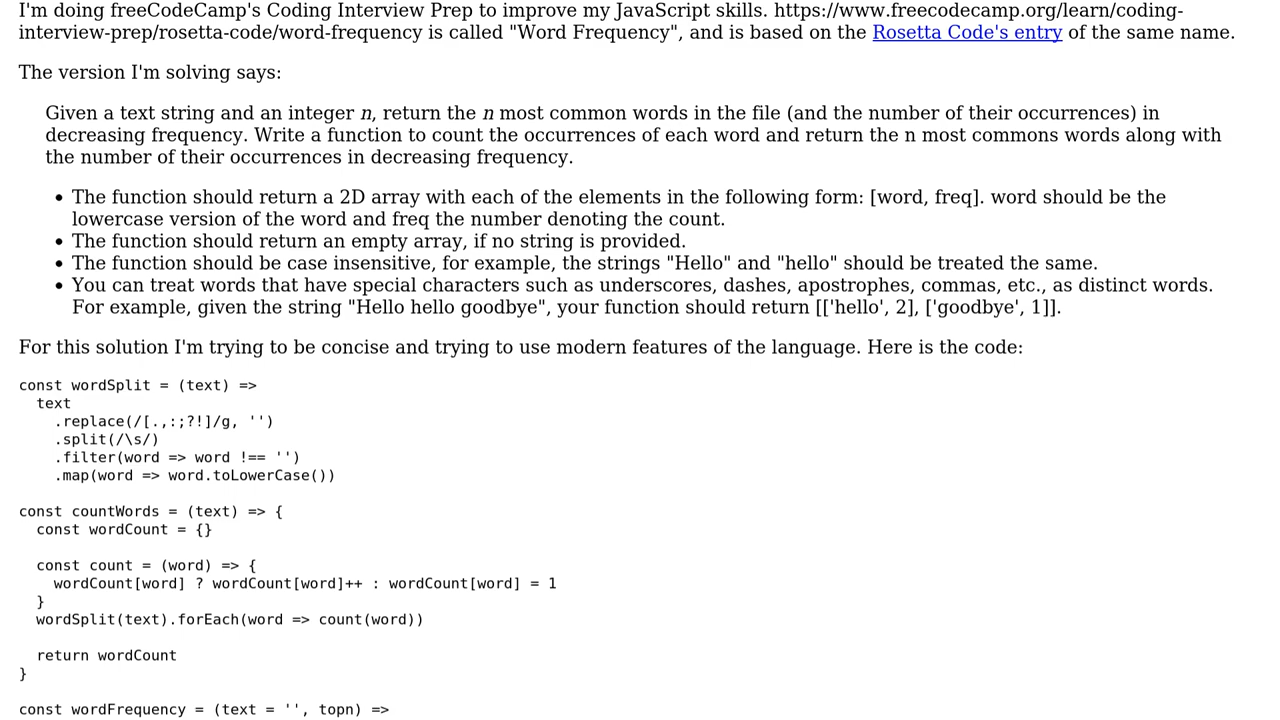 I'm doing freeCodeCamp's Coding Interview Prep to improve my JavaScript skills. https://www.freecodecamp.org/learn/coding-
interview-prep/rosetta-code/word-frequency is called "Word Frequency", and is based on the Rosetta Code's entry of the same name.
The version I'm solving says:
Given a text string and an integer n, return the n most common words in the file (and the number of their occurrences) in
decreasing frequency. Write a function to count the occurrences of each word and return the n most commons words along with
the number of their occurrences in decreasing frequency.
• The function should return a 2D array with each of the elements in the following form: [word, freq]. word should be the
lowercase version of the word and freq the number denoting the count.
• The function should return an empty array, if no string is provided.
• The function should be case insensitive, for example, the strings "Hello" and "hello" should be treated the same.
• You can treat words that have special characters such as underscores, dashes, apostrophes, commas, etc., as distinct words.
For example, given the string "Hello hello goodbye", your function should return [['hello', 2], ['goodbye', 1]].
For this solution I'm trying to be concise and trying to use modern features of the language. Here is the code:
const wordSplit = (text) =>
  text
    .replace(/[.,:;?!]/g, '')
    .split(/\s/)
    .filter(word => word !== '')
    .map(word => word.toLowerCase())
const countWords = (text) => {
  const wordCount = {}
  const count = (word) => {
    wordCount[word] ? wordCount[word]++ : wordCount[word] = 1
  }
  wordSplit(text).forEach(word => count(word))
  return wordCount
}
const wordFrequency = (text = '', topn) =>